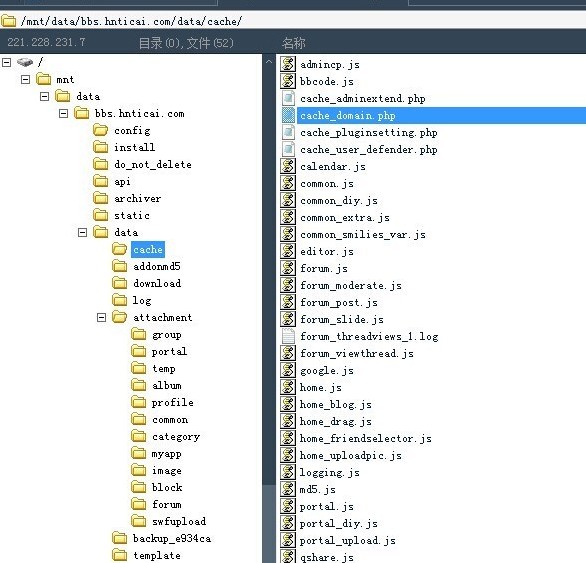 /mnt/data/bbs.hnticai.com/data/cache/
221.228.231.7 目录(0),文件(52) 名称
/
mnt
data
bbs.hnticai.com
config
install
do_not_delete
api
archiver
static
data
cache
addonmd5
download
log
attachment
group
portal
temp
album
profile
common
category
myapp
image
block
forum
swfupload
backup_e934ca
template
admincp.js
bbcode.js
cache_adminextend.php
cache_domain.php
cache_pluginsetting.php
cache_user_defender.php
calendar.js
common.js
common_diy.js
common_extra.js
common_smilies_var.js
editor.js
forum.js
forum_moderate.js
forum_post.js
forum_slide.js
forum_threadviews_1.log
forum_viewthread.js
google.js
home.js
home_blog.js
home_drag.js
home_friendselector.js
home_uploadpic.js
logging.js
md5.js
portal.js
portal_diy.js
portal_upload.js
qshare.js